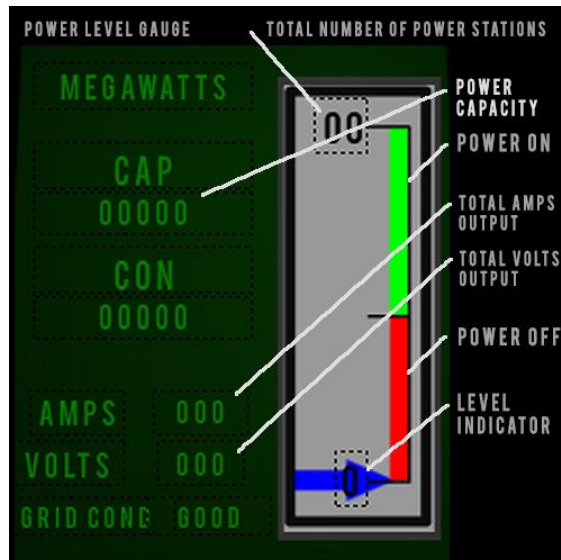 POWER LEVEL GAUGE
TOTAL NUMBER OF POWER STATIONS
MEGAWATTS
POWER
CAPACITY
00
POWER ON
CAP
00000
TOTAL AMPS
OUTPUT
CON
TOTAL VOLTS
OUTPUT
00000
POWER OFF
AMPS 000
LEVEL
INDICATOR
VOLTS 000
0
GRID COND GOOD